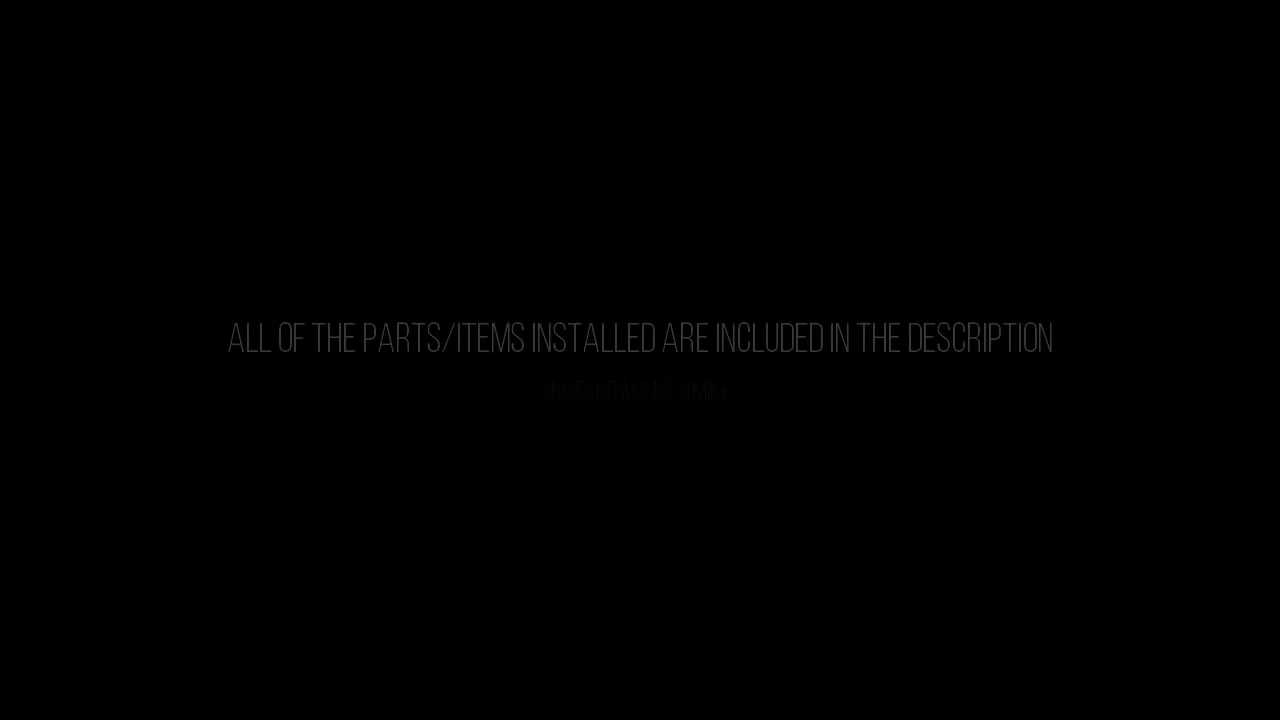 ALL OF THE PARTS/ITEMS INSTALLED ARE INCLUDED IN THE DESCRIPTION